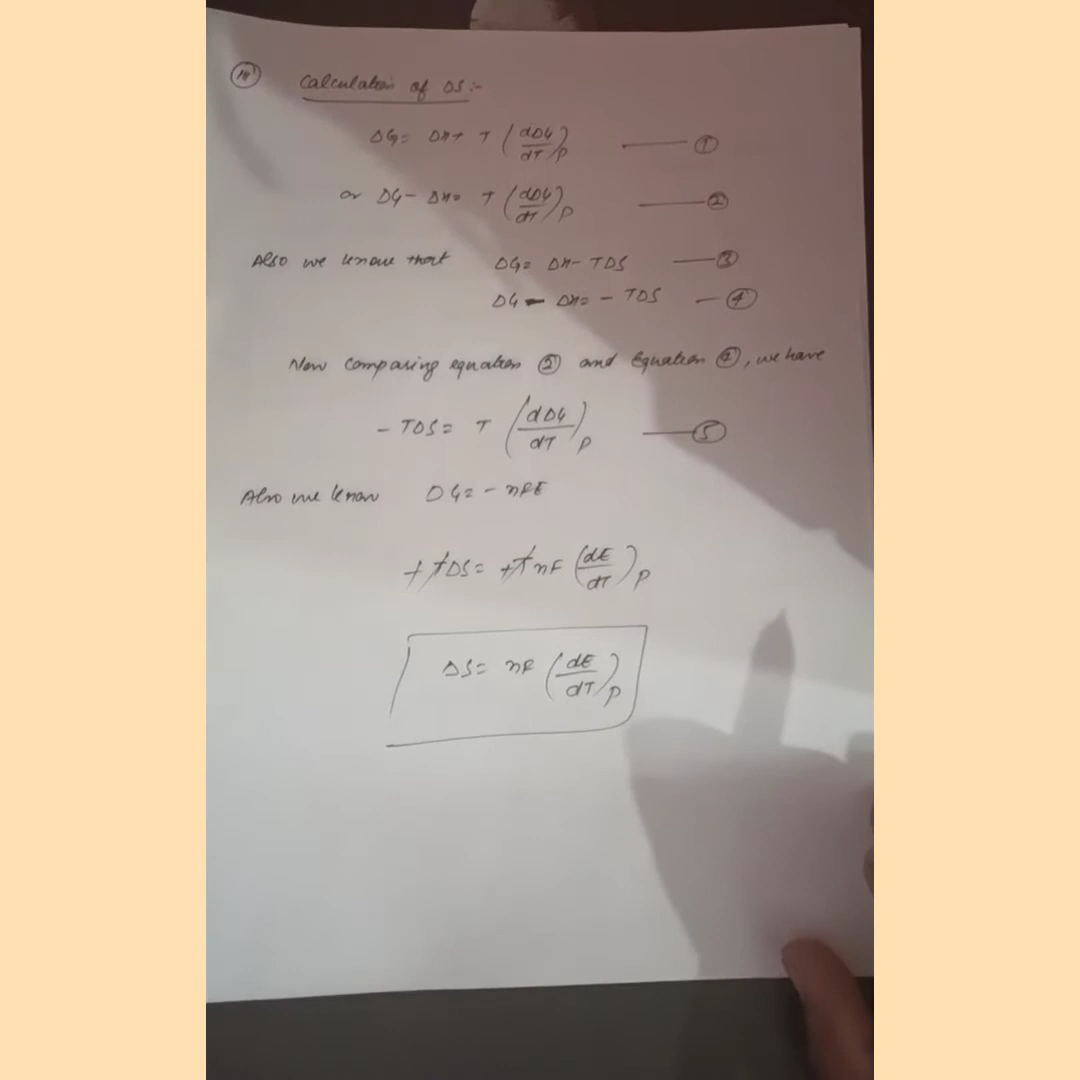 iii) Calculation of ΔS :-
ΔG = ΔH + T (dΔG/dT)P —— ①
or ΔG - ΔH = T (dΔG/dT)P —— ②
Also we know that ΔG = ΔH - TΔS —— ③
ΔG - ΔH = - TΔS — ④
Now comparing equation ② and Equation ④, we have
- TΔS = T (dΔG/dT)P —— ⑤
Also we know ΔG = - nFE
+ TΔS = + T nF (dE/dT)P
ΔS = nF (dE/dT)P